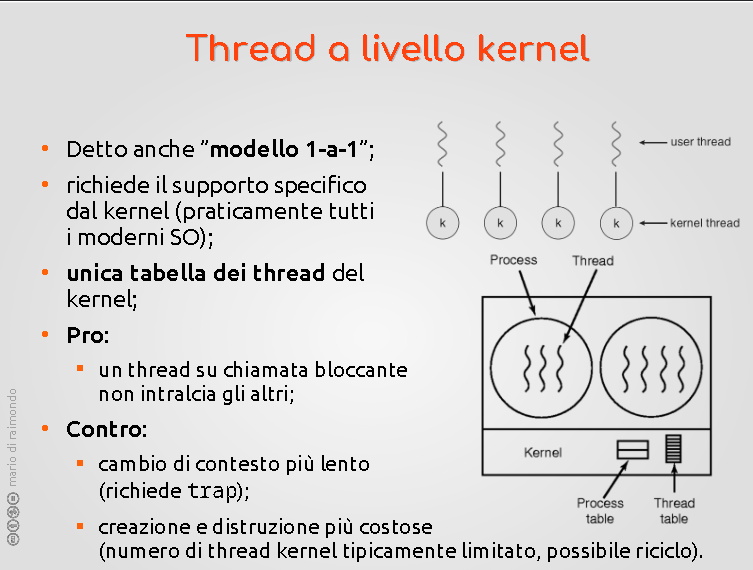 Thread a livello kernel
• Detto anche “modello 1-a-1”;
• richiede il supporto specifico
dal kernel (praticamente tutti
i moderni SO);
• unica tabella dei thread del
kernel;
• Pro:
▪ un thread su chiamata bloccante
non intralcia gli altri;
• Contro:
▪ cambio di contesto più lento
(richiede trap);
▪ creazione e distruzione più costose
(numero di thread kernel tipicamente limitato, possibile riciclo).
user thread
k k k k
kernel thread
Process Thread
Kernel
Process
table
Thread
table
mario di raimondo